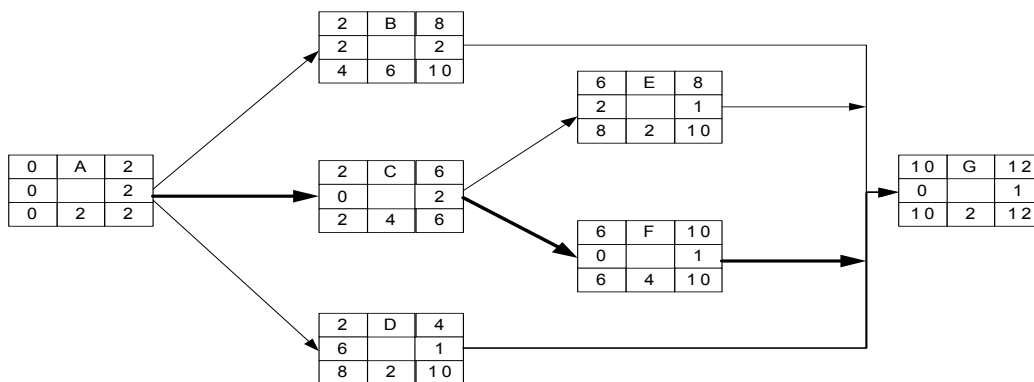 2 B 8
2 2
4 6 10
6 E 8
2 1
8 2 10
0 A 2
0 2
0 2 2
2 C 6
0 2
2 4 6
10 G 12
0 1
10 2 12
6 F 10
0 1
6 4 10
2 D 4
6 1
8 2 10